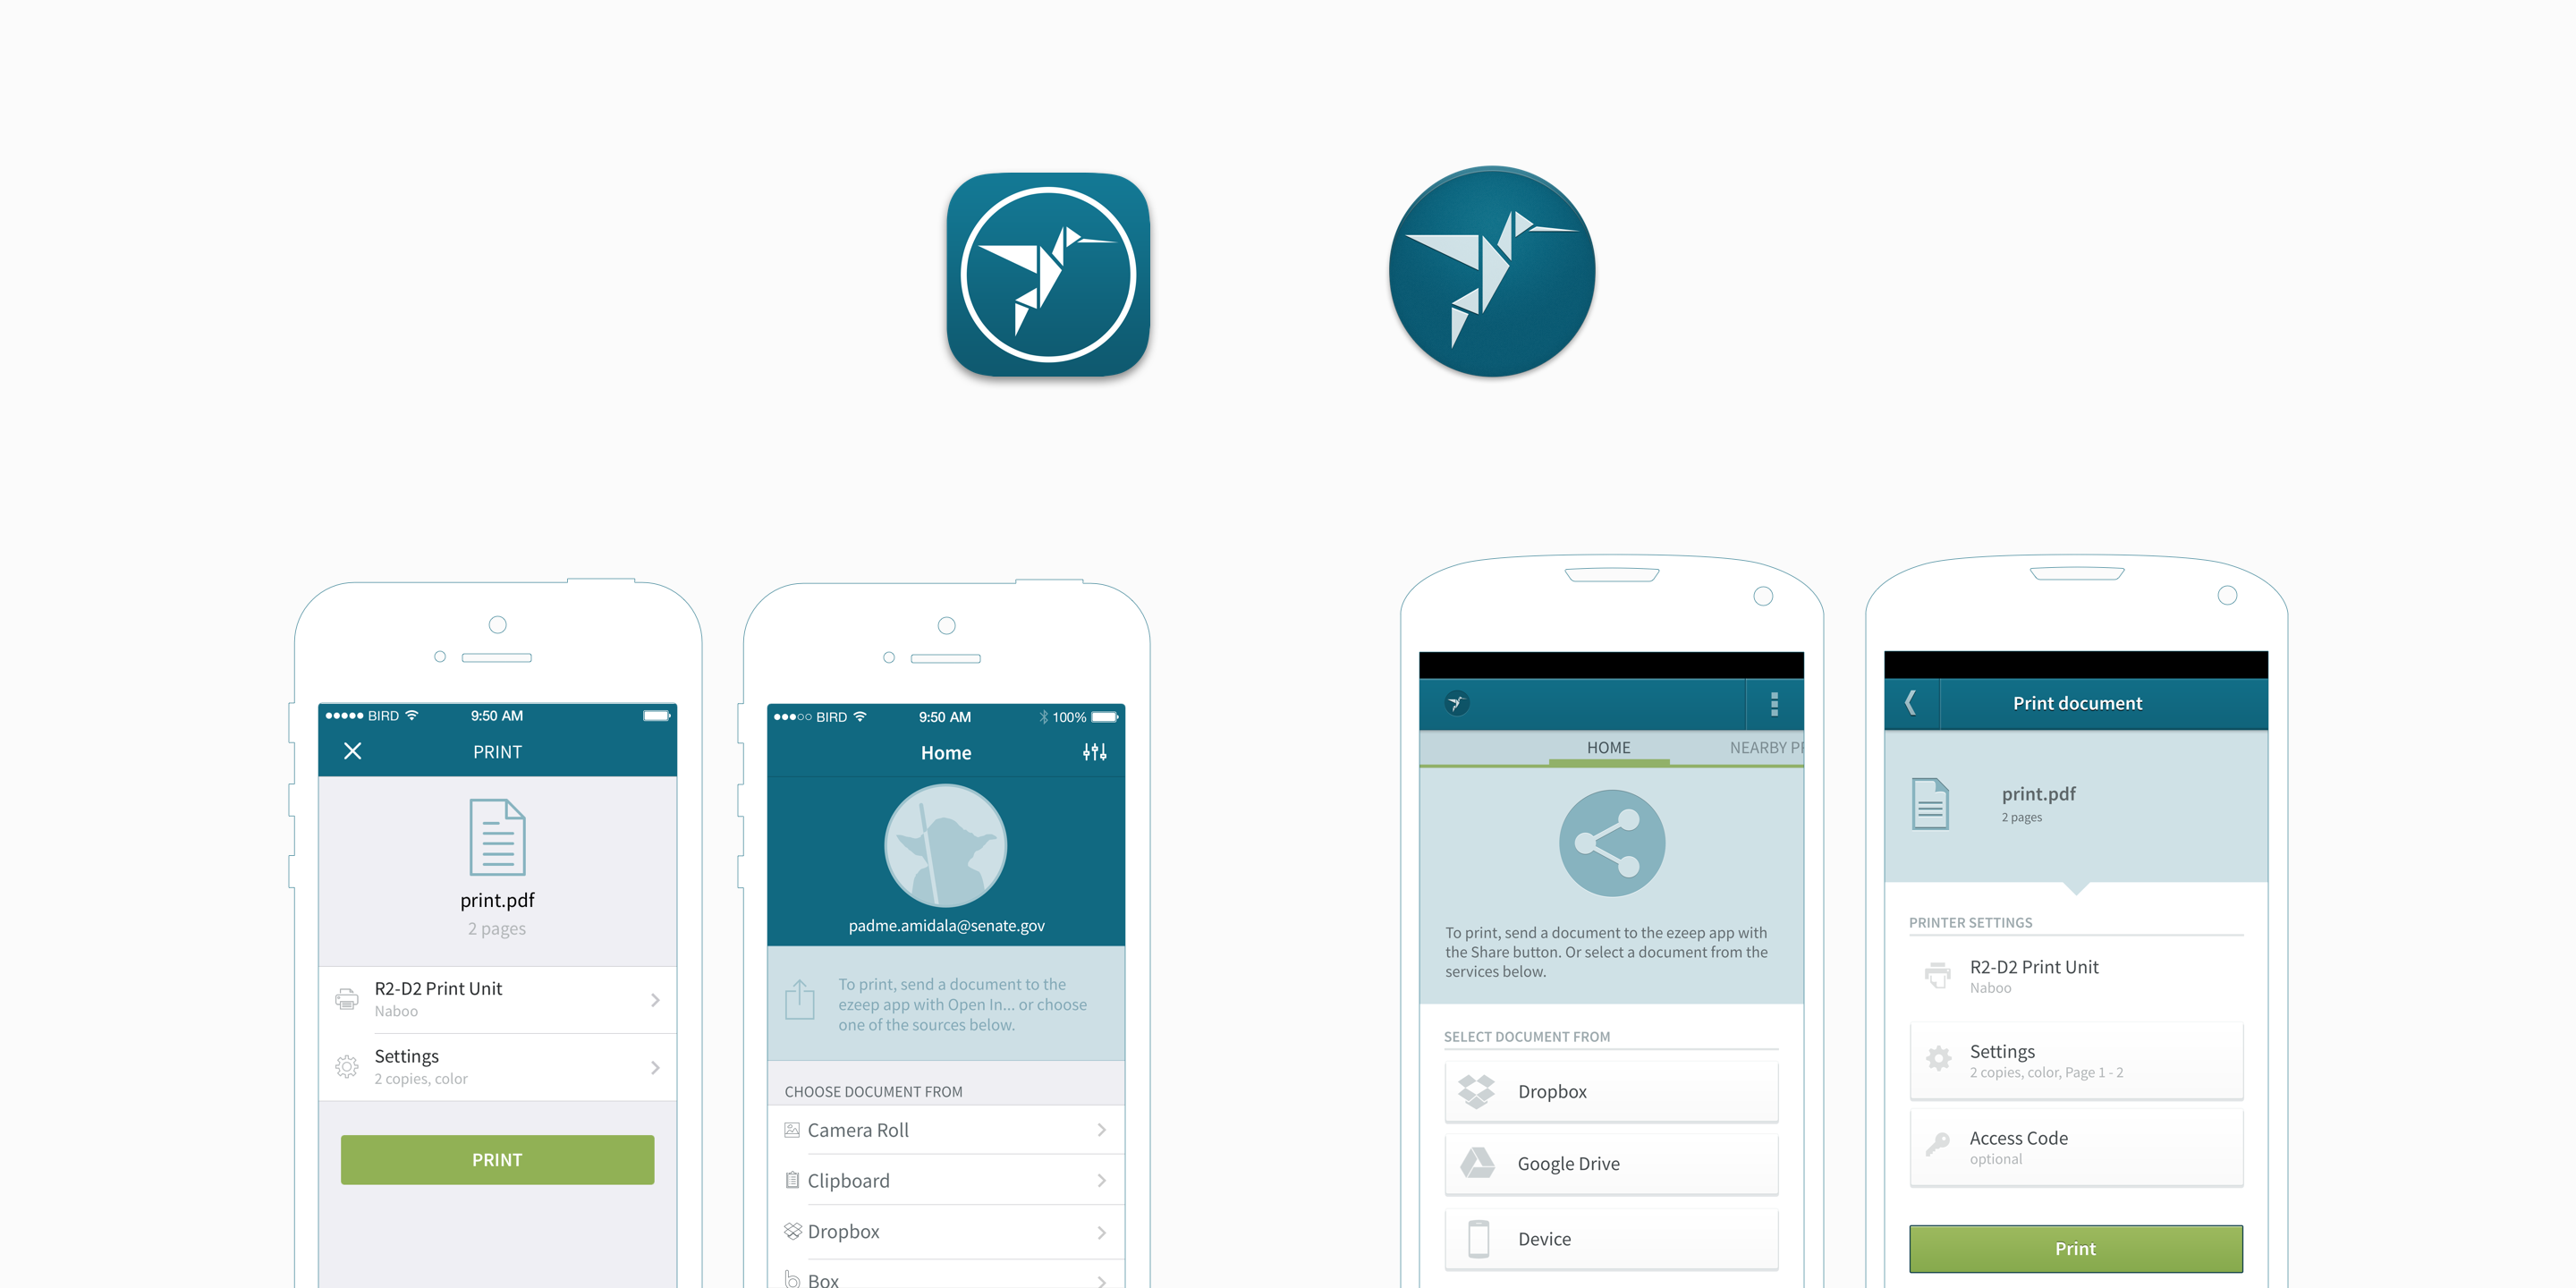 BIRD
9:50 AM
PRINT
print.pdf
2 pages
R2-D2 Print Unit
Naboo
Settings
2 copies, color
PRINT
BIRD
9:50 AM
100%
Home
padme.amidala@senate.gov
To print, send a document to the
ezeep app with Open In... or choose
one of the sources below.
CHOOSE DOCUMENT FROM
Camera Roll
Clipboard
Dropbox
Box
HOME
NEARBY P
To print, send a document to the ezeep app with
the Share button. Or select a document from the
services below.
SELECT DOCUMENT FROM
Dropbox
Google Drive
Device
Print document
print.pdf
2 pages
PRINTER SETTINGS
R2-D2 Print Unit
Naboo
Settings
2 copies, color, Page 1 - 2
Access Code
optional
Print